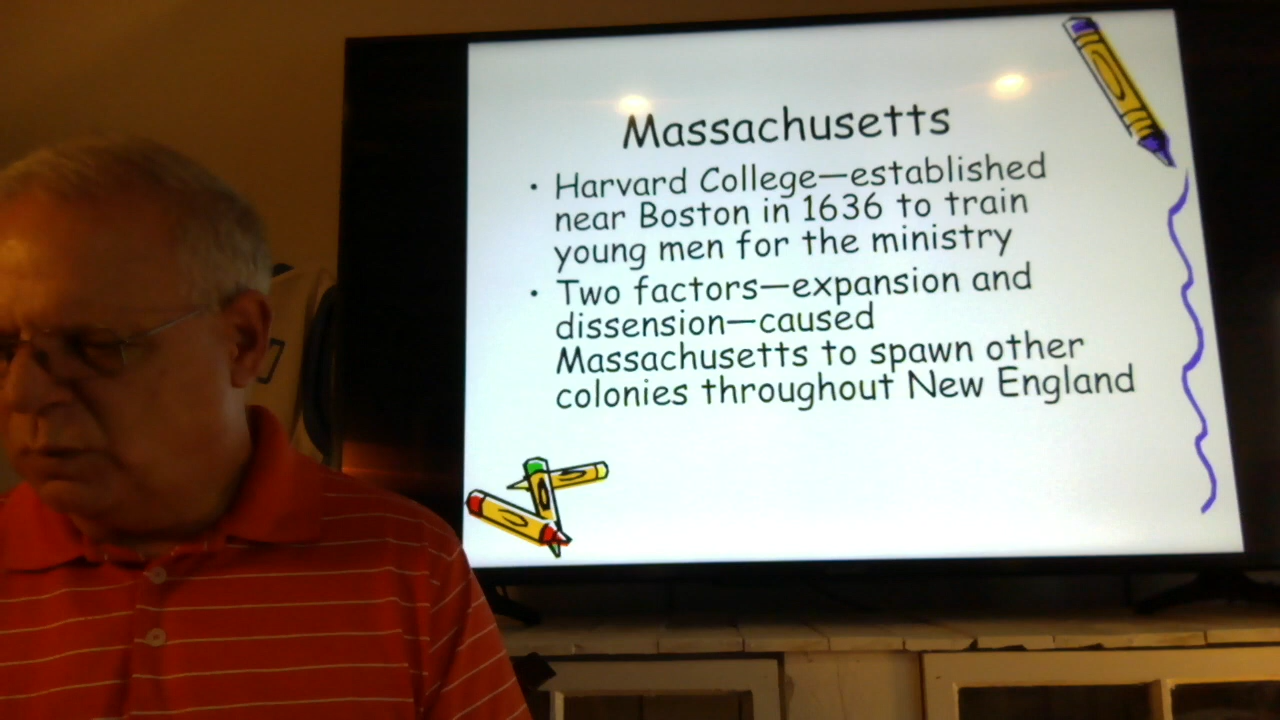 Massachusetts
• Harvard College—established
near Boston in 1636 to train
young men for the ministry
• Two factors—expansion and
dissension—caused
Massachusetts to spawn other
colonies throughout New England